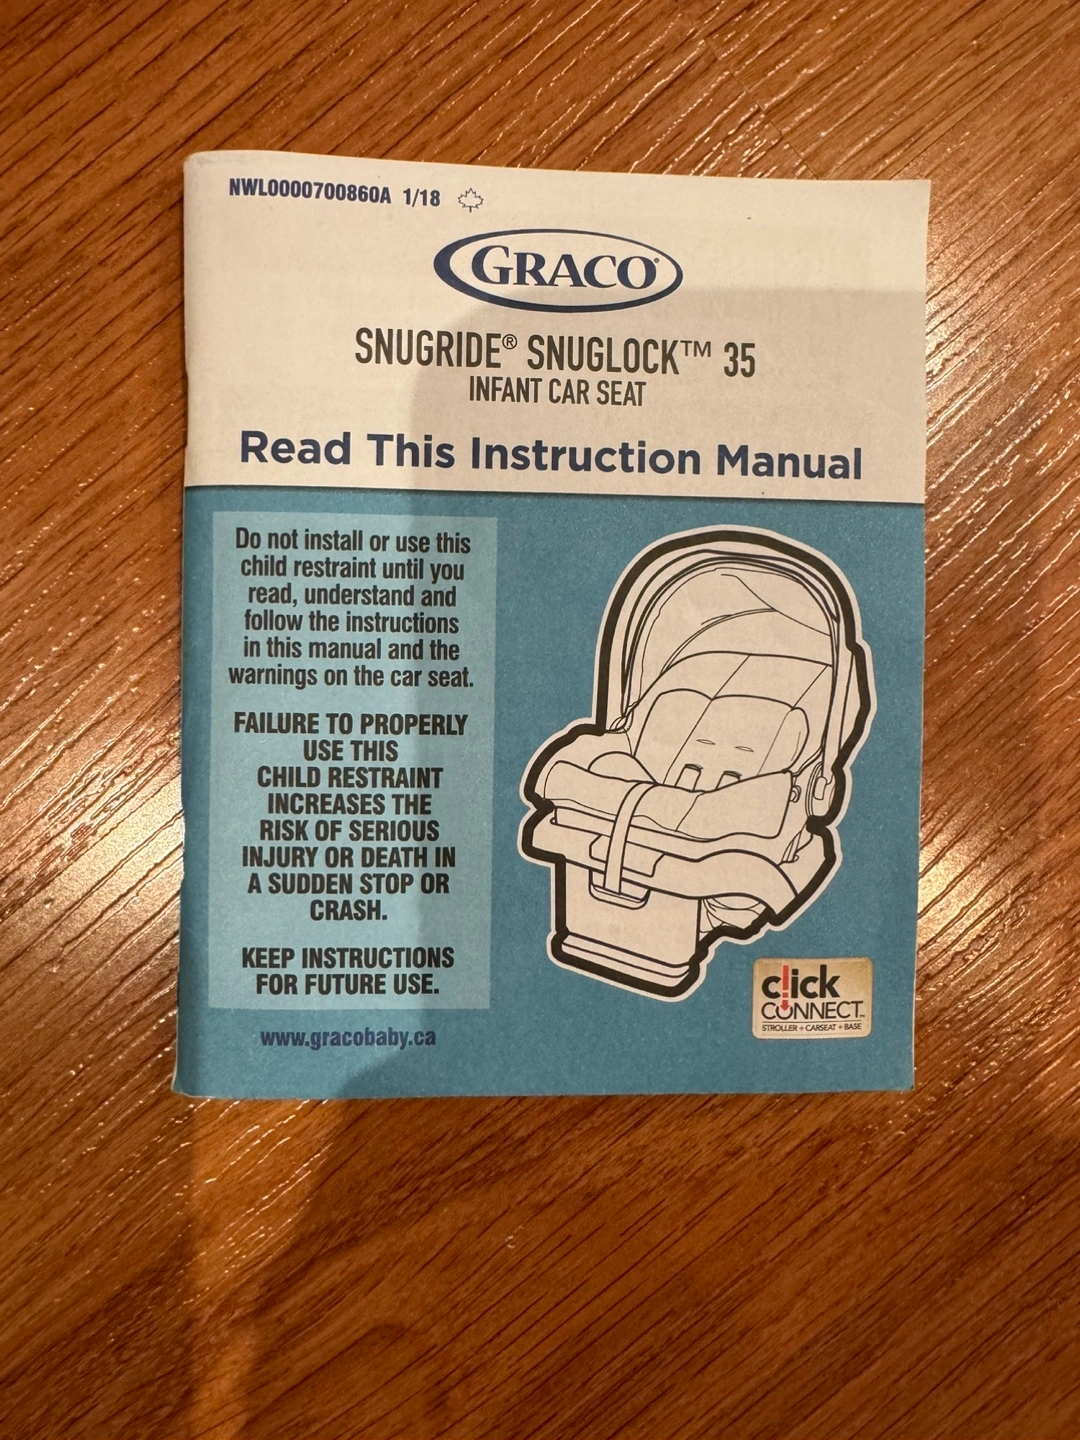 NWL0000700860A 1/18
GRACO®
SNUGRIDE® SNUGLOCK™ 35
INFANT CAR SEAT
Read This Instruction Manual
Do not install or use this
child restraint until you
read, understand and
follow the instructions
in this manual and the
warnings on the car seat.
FAILURE TO PROPERLY
USE THIS
CHILD RESTRAINT
INCREASES THE
RISK OF SERIOUS
INJURY OR DEATH IN
A SUDDEN STOP OR
CRASH.
KEEP INSTRUCTIONS
FOR FUTURE USE.
www.gracobaby.ca
click
CONNECT™
STROLLER + CARSEAT + BASE